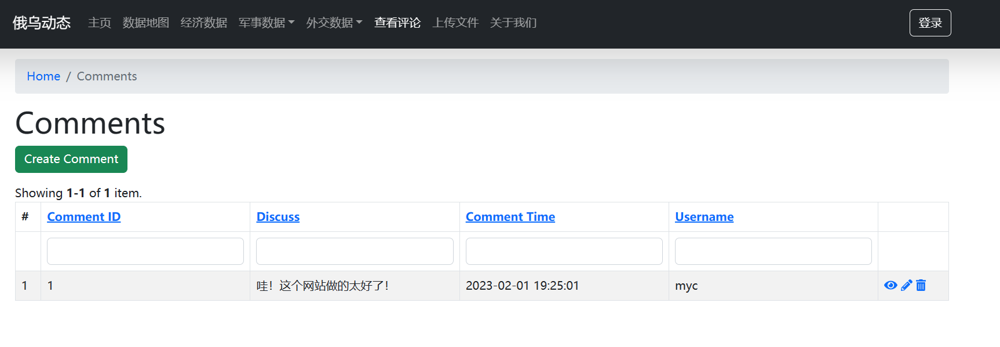 俄乌动态 主页 数据地图 经济数据 军事数据 外交数据 查看评论 上传文件 关于我们 登录
Home / Comments
Comments
Create Comment
Showing 1-1 of 1 item.
# Comment ID Discuss Comment Time Username
1 1 哇！这个网站做的太好了！ 2023-02-01 19:25:01 myc